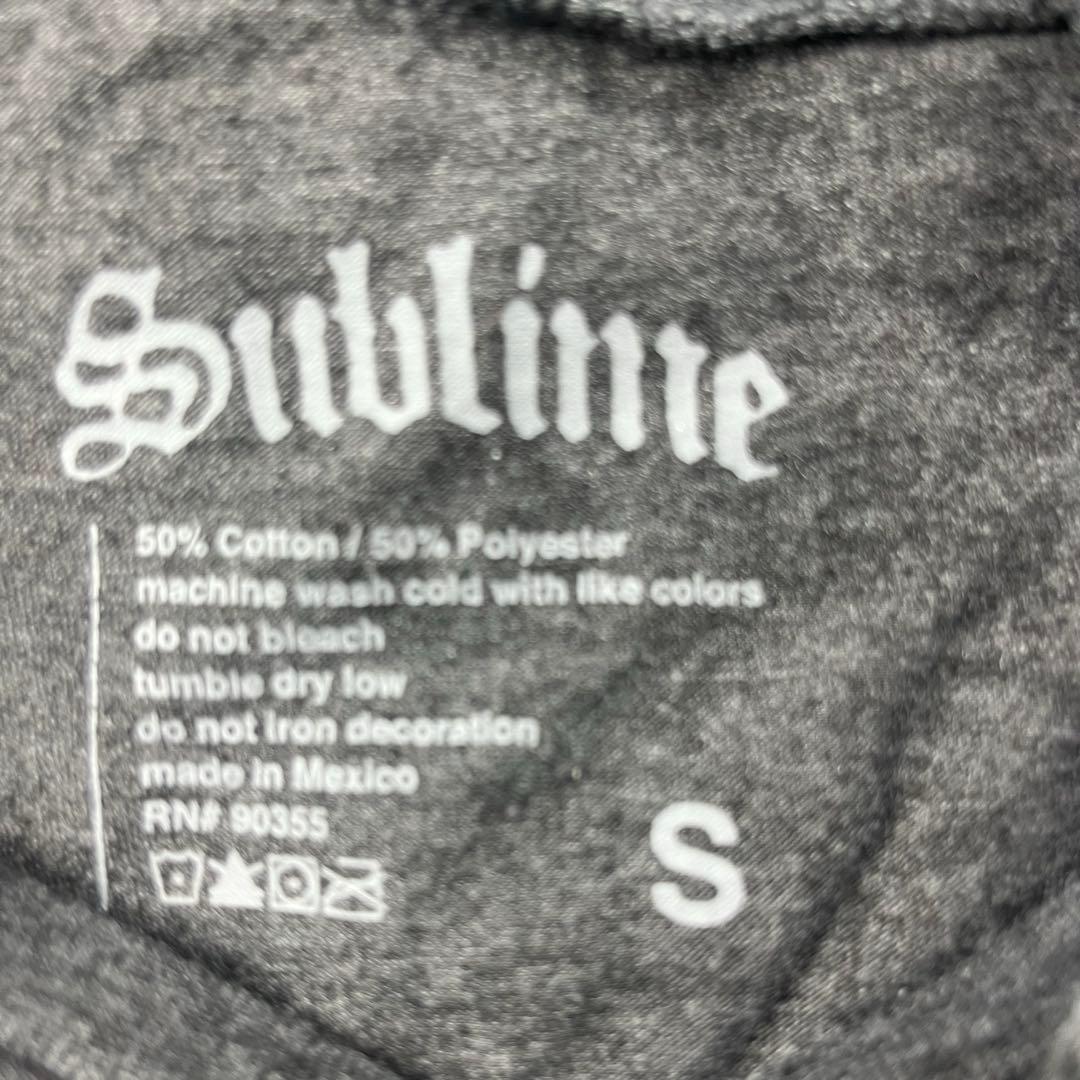 Sublime
50% Cotton / 50% Polyester
machine wash cold with like colors
do not bleach
tumble dry low
do not iron decoration
made in Mexico
RN# 90355
S